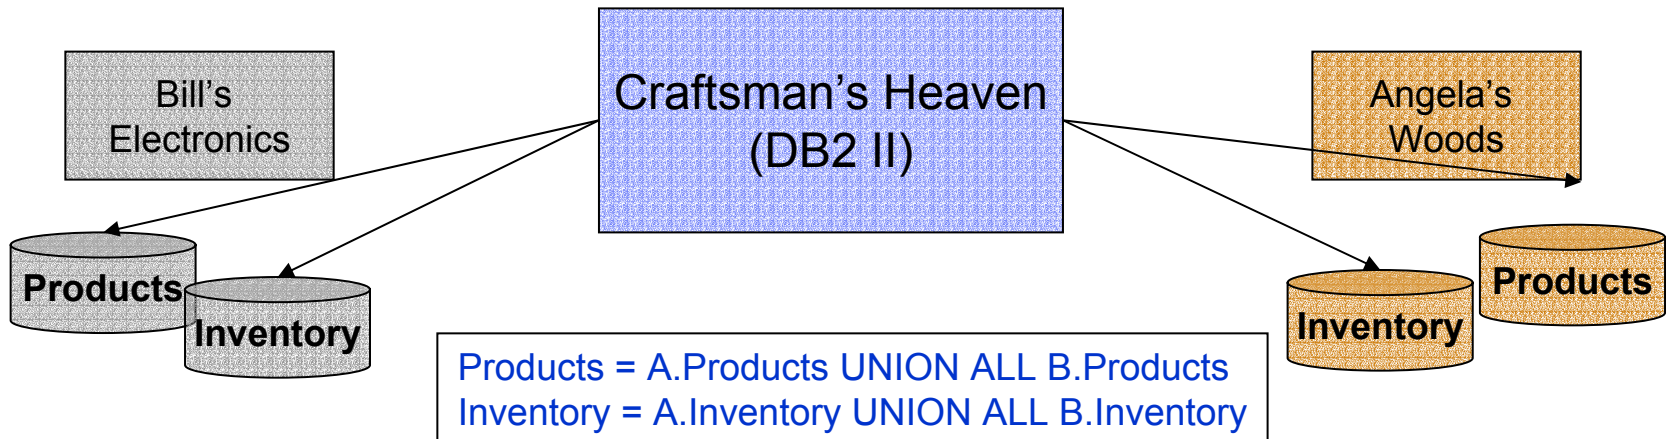 Bill's
Electronics
Craftsman's Heaven
(DB2 II)
Angela's
Woods
Products
Inventory
Inventory
Products
Products = A.Products UNION ALL B.Products
Inventory = A.Inventory UNION ALL B.Inventory